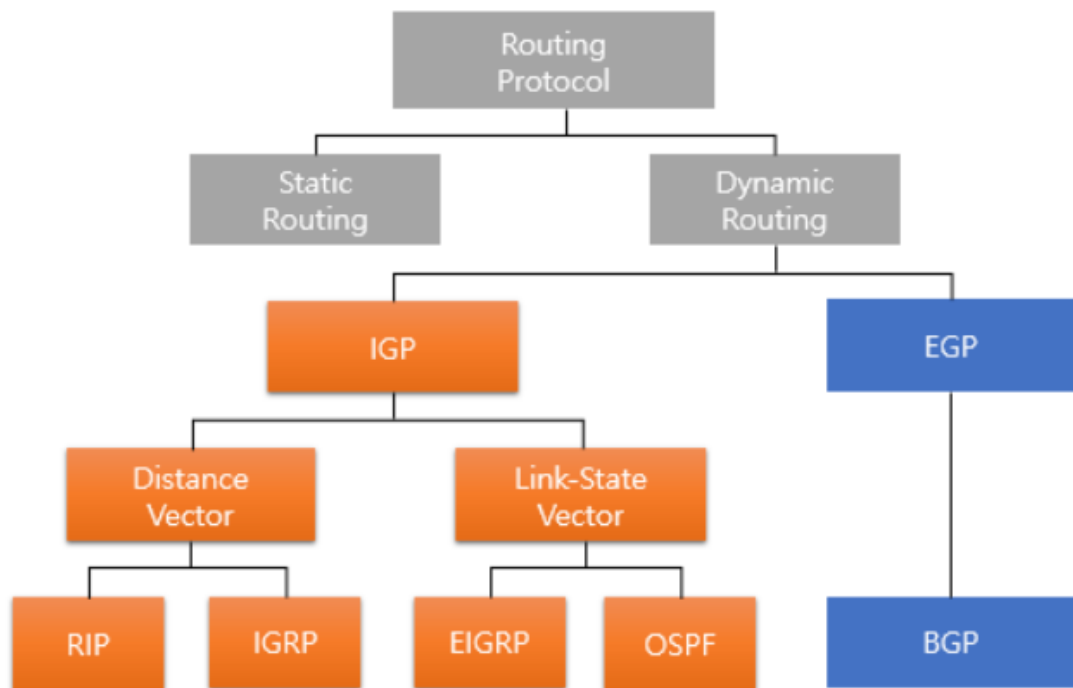 Routing
Protocol
Static
Routing
Dynamic
Routing
IGP
EGP
Distance
Vector
Link-State
Vector
RIP
IGRP
EIGRP
OSPF
BGP